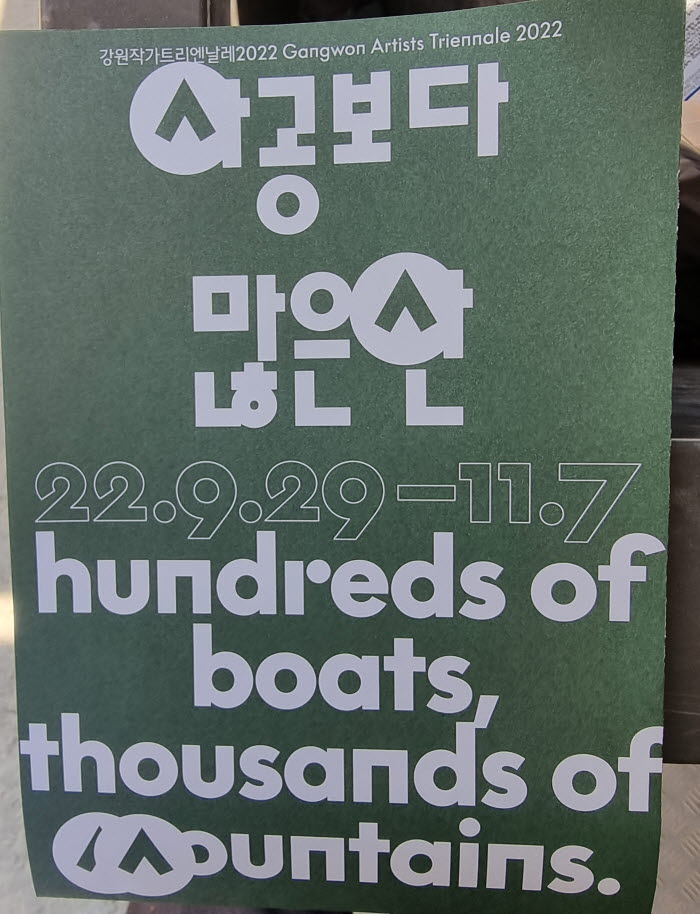 강원작가트리엔날레2022 Gangwon Artists Triennale 2022
사공보다
많은산
22.9.29–11.7
hundreds of
boats,
thousands of
mountains.